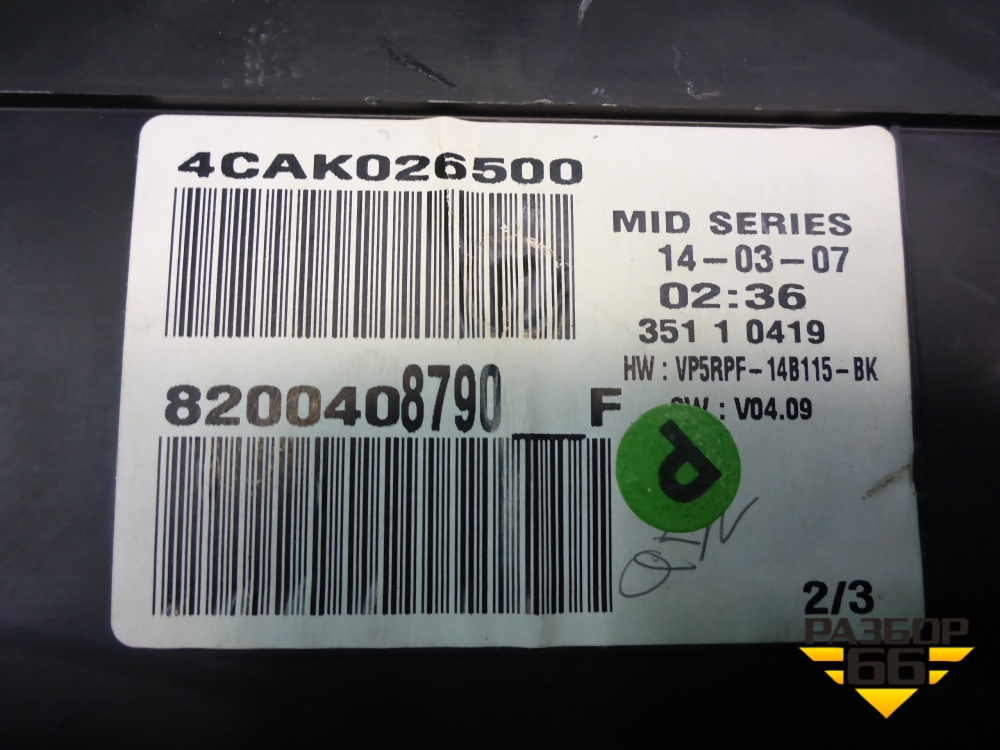 4CAK026500
MID SERIES
14-03-07
02:36
351 1 0419
HW : VP5RPF-14B115-BK
8200408790__F
SW : V04.09
P
2/3
РАЗБОР
66